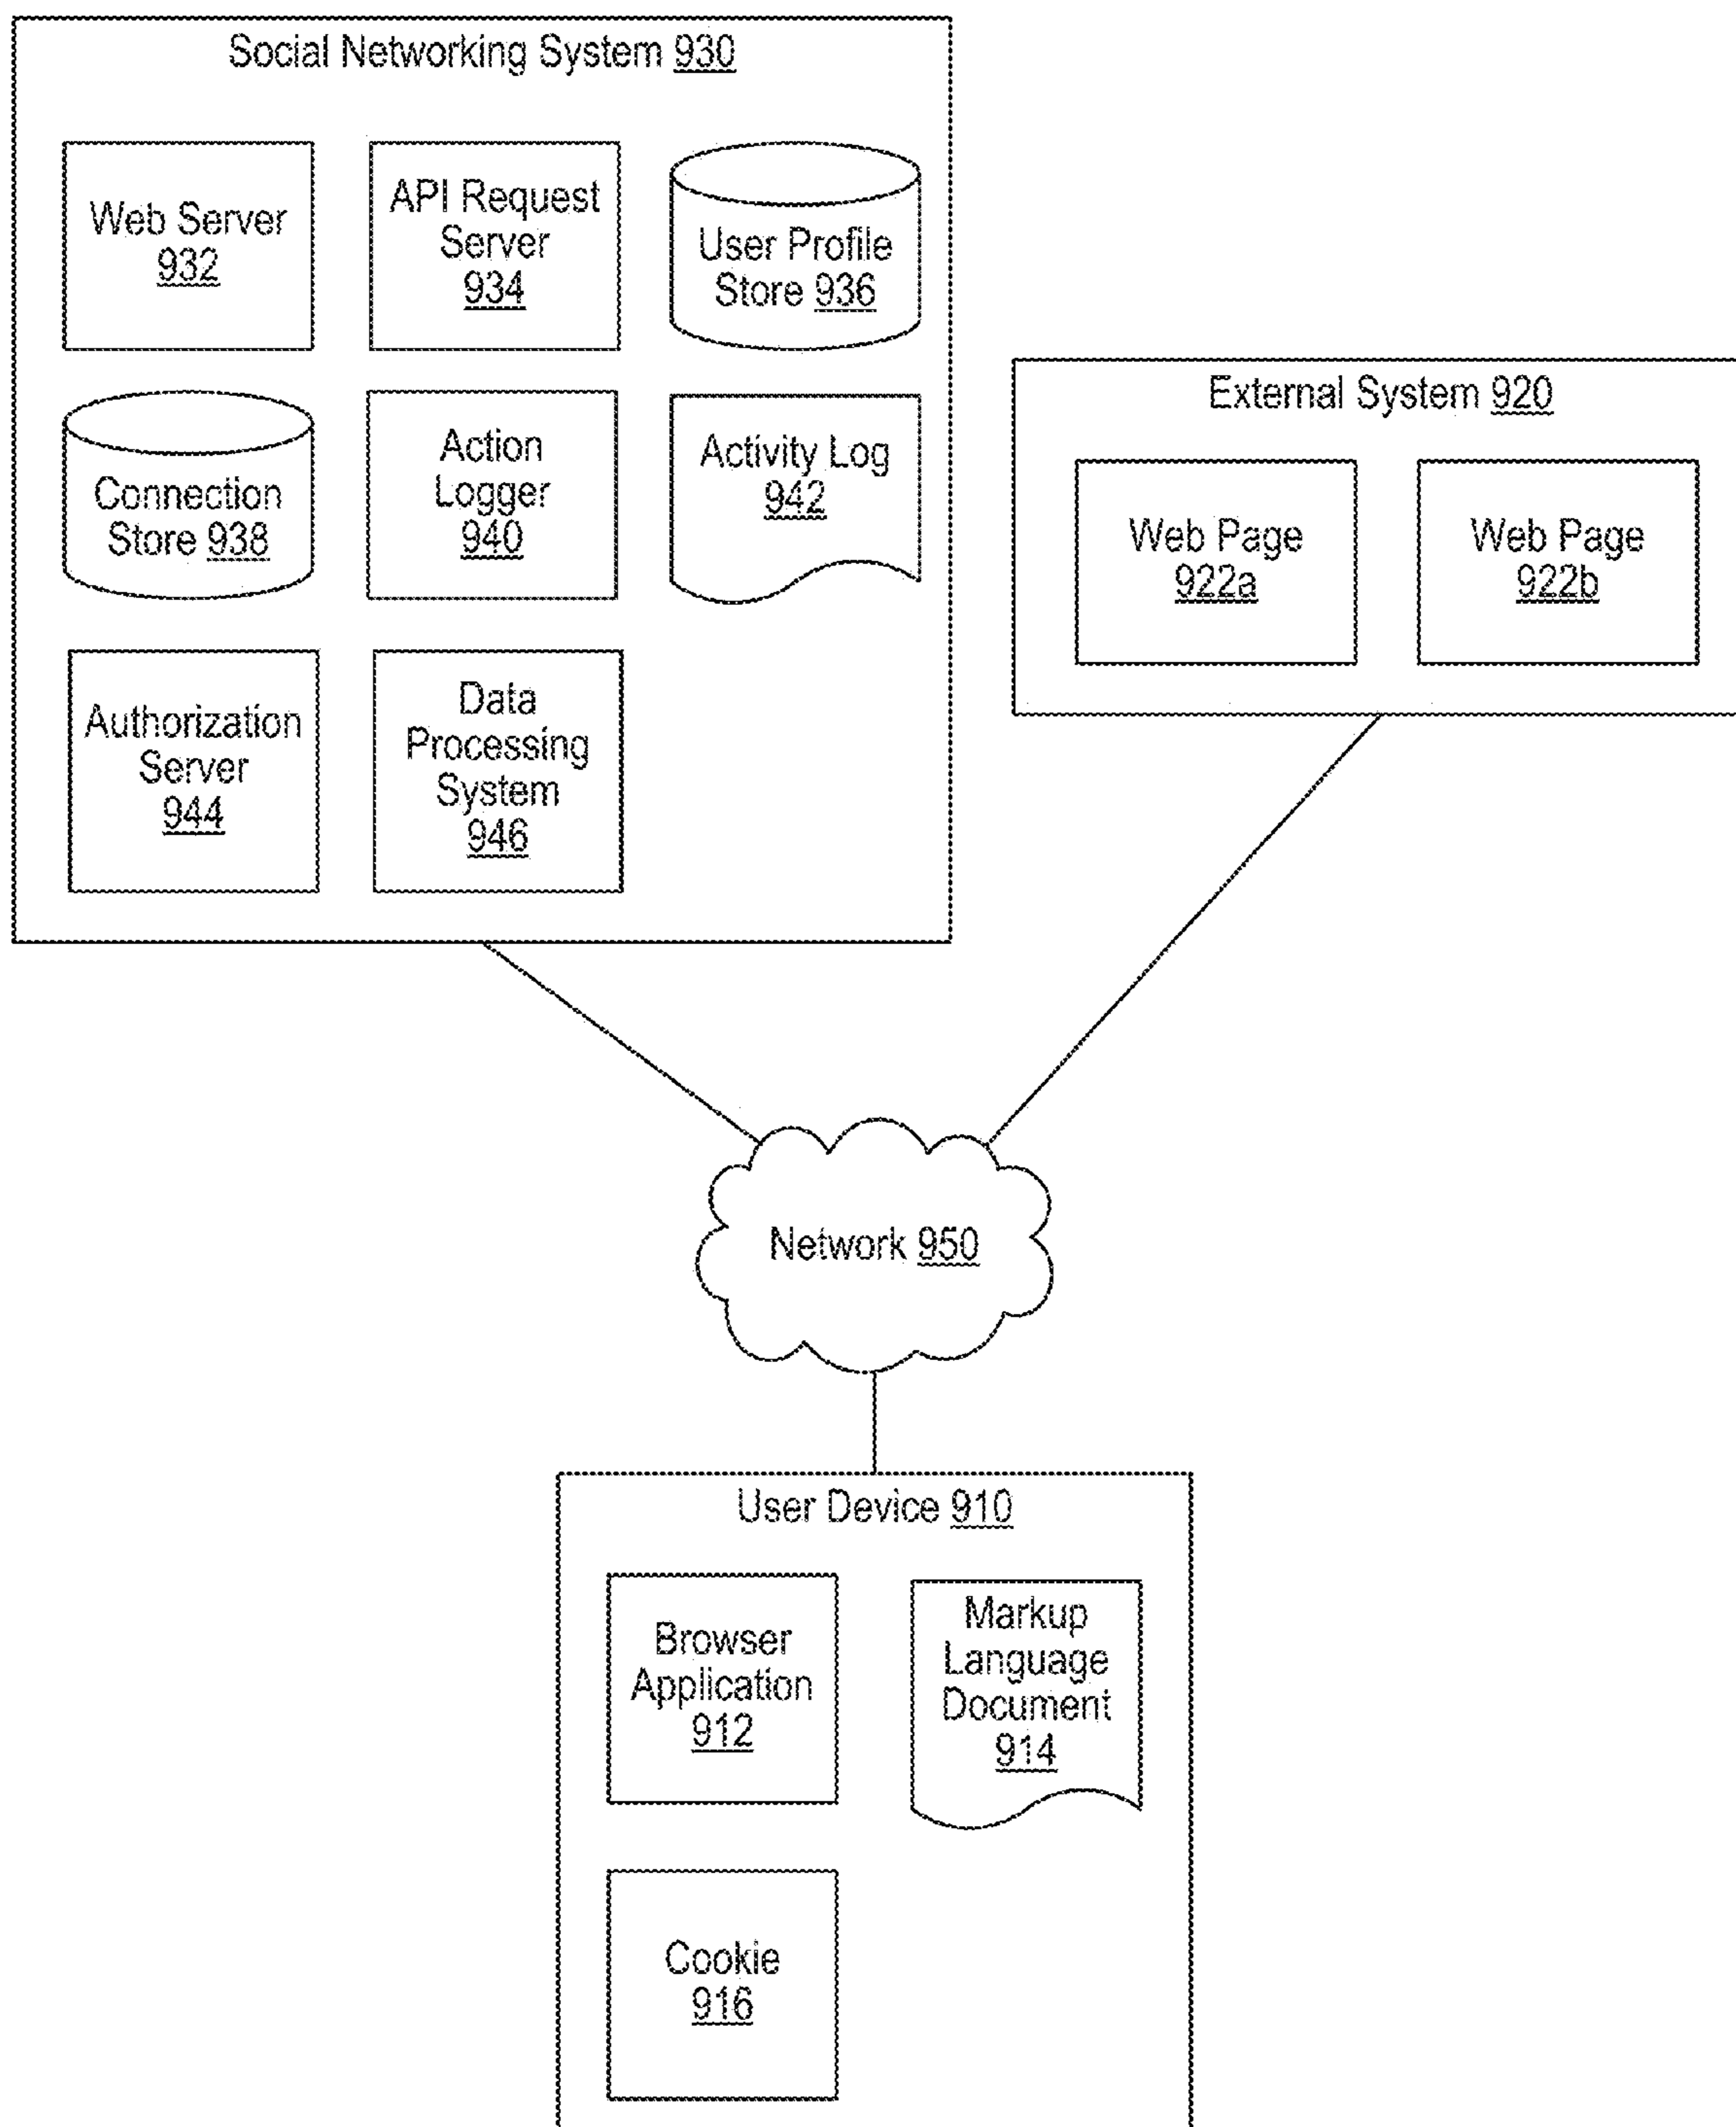 Social Networking System 930
Web Server
932
API Request
Server
934
User Profile
Store 936
Connection
Store 938
Action
Logger
940
Activity Log
942
Authorization
Server
944
Data
Processing
System
946
External System 920
Web Page
922a
Web Page
922b
Network 950
User Device 910
Browser
Application
912
Markup
Language
Document
914
Cookie
916